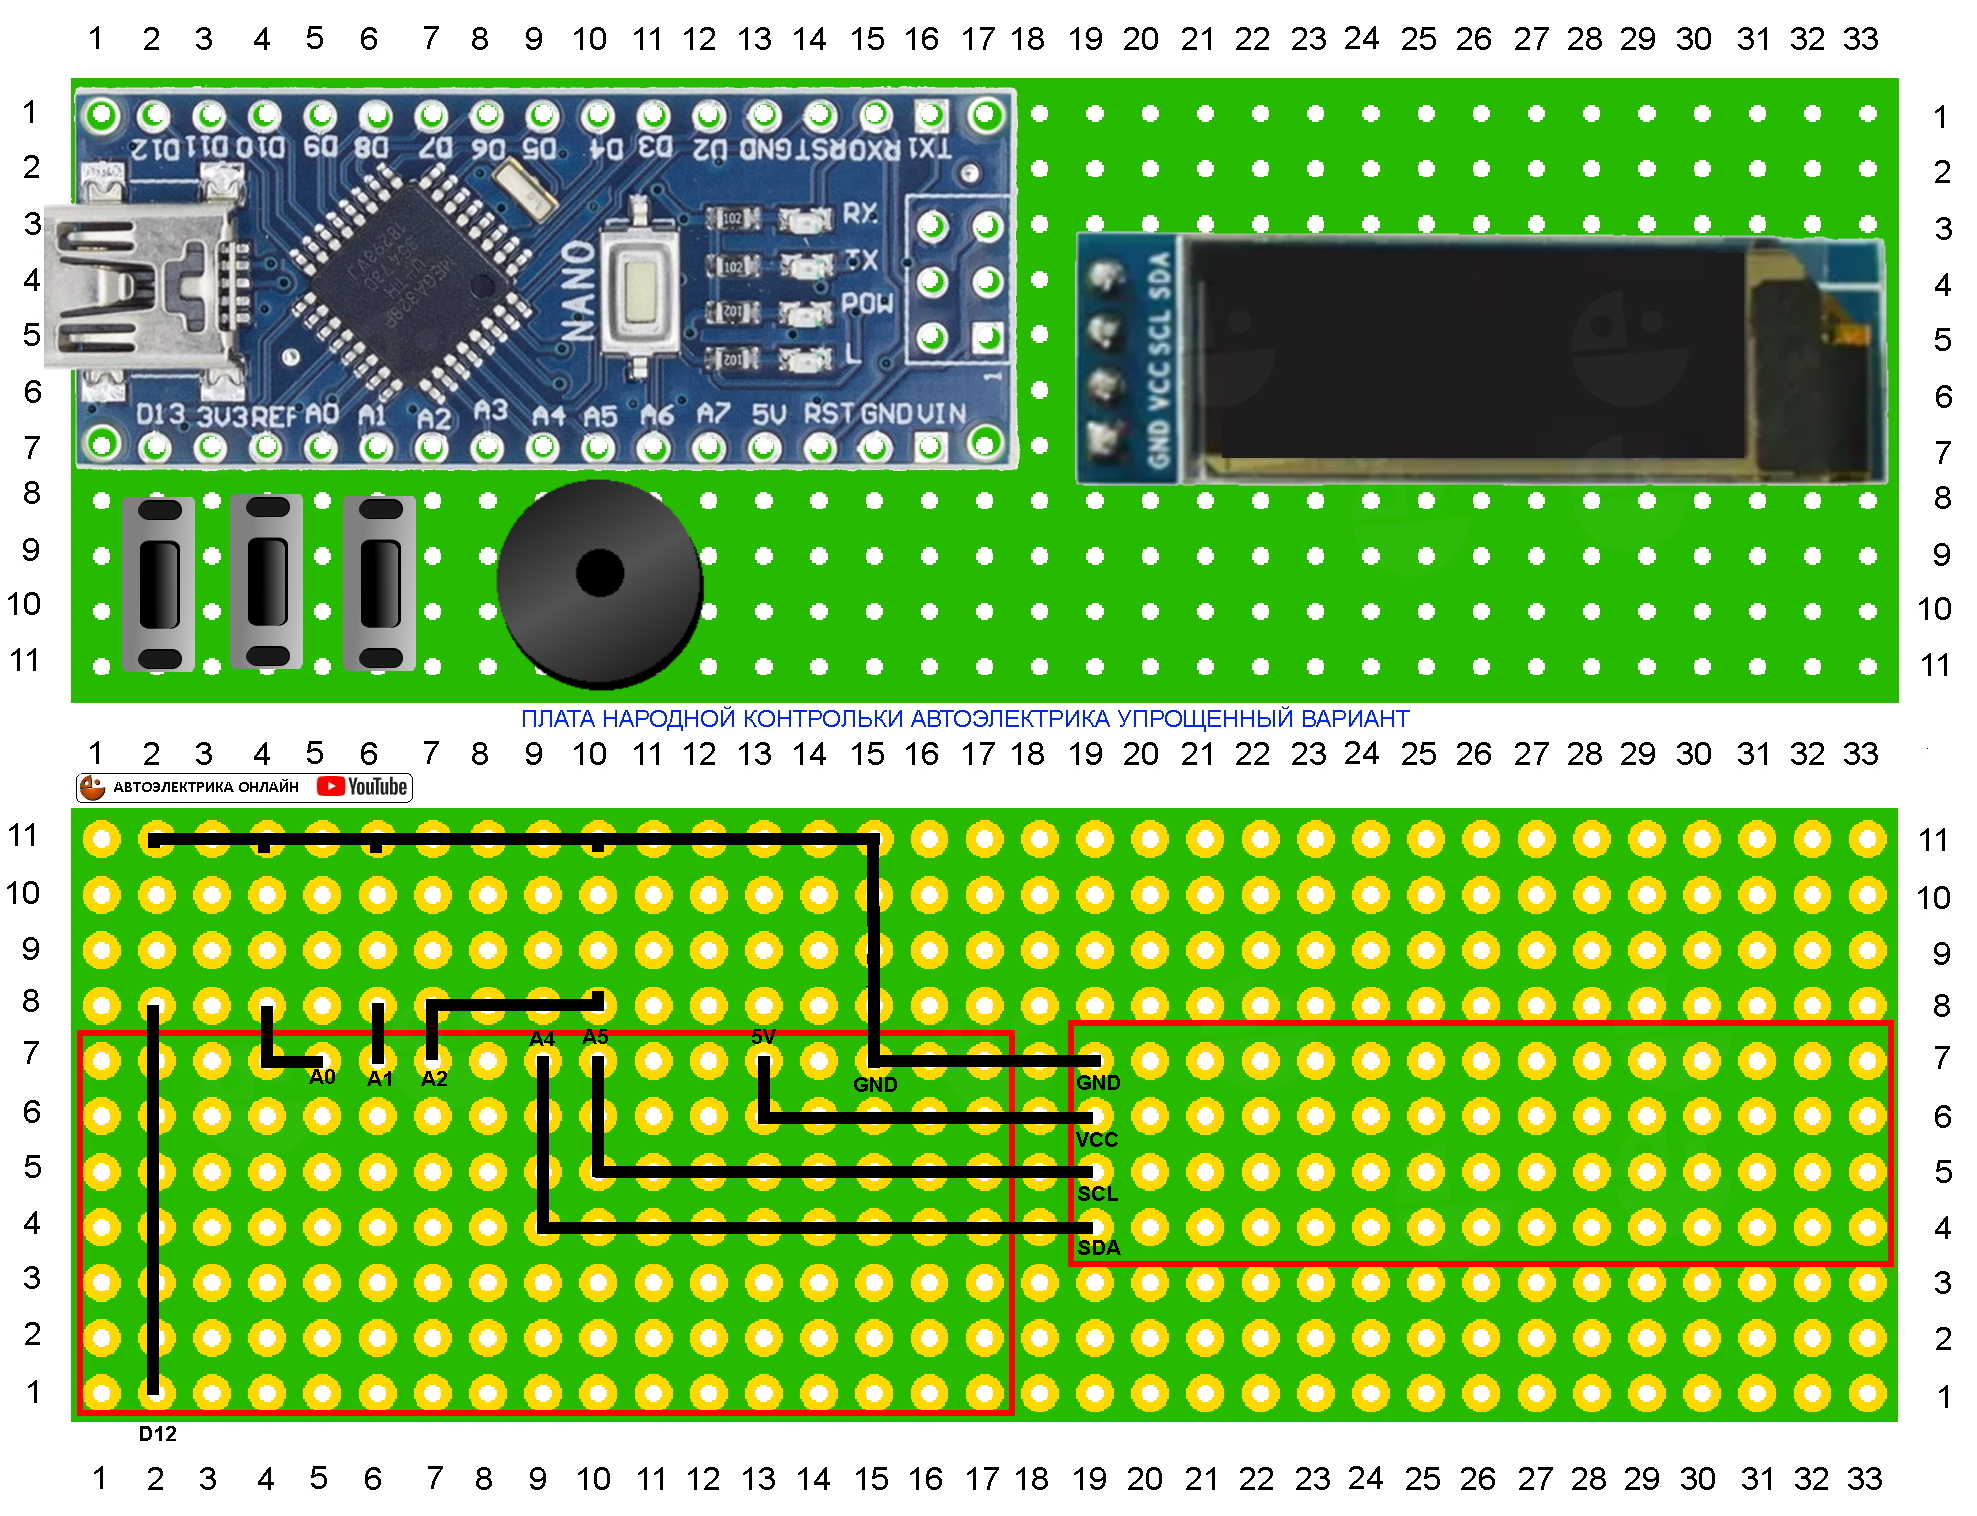 1 2 3 4 5 6 7 8 9 10 11 12 13 14 15 16 17 18 19 20 21 22 23 24 25 26 27 28 29 30 31 32 33
1 1
D12 D11 D10 D9 D8 D7 D6 D5 D4 D3 D2 GND RST RX0 TX1
2 2
3 3
102 RX
NANO
MEGA328P
4 4
102 TX
102 POW
5 5
102 L
1
6 6
D13 3V3 REF A0 A1 A2 A3 A4 A5 A6 A7 5V RST GND VIN
GND VCC SCL SDA
7 7
8 8
9 9
10 10
11 11
ПЛАТА НАРОДНОЙ КОНТРОЛЬКИ АВТОЭЛЕКТРИКА УПРОЩЕННЫЙ ВАРИАНТ
1 2 3 4 5 6 7 8 9 10 11 12 13 14 15 16 17 18 19 20 21 22 23 24 25 26 27 28 29 30 31 32 33
АВТОЭЛЕКТРИКА ОНЛАЙН YouTube
11 11
10 10
9 9
8 8
A4 A5 5V
7 7
A0 A1 A2 GND GND
6 6
VCC
5 5
SCL
4 4
SDA
3 3
2 2
1 1
D12
1 2 3 4 5 6 7 8 9 10 11 12 13 14 15 16 17 18 19 20 21 22 23 24 25 26 27 28 29 30 31 32 33